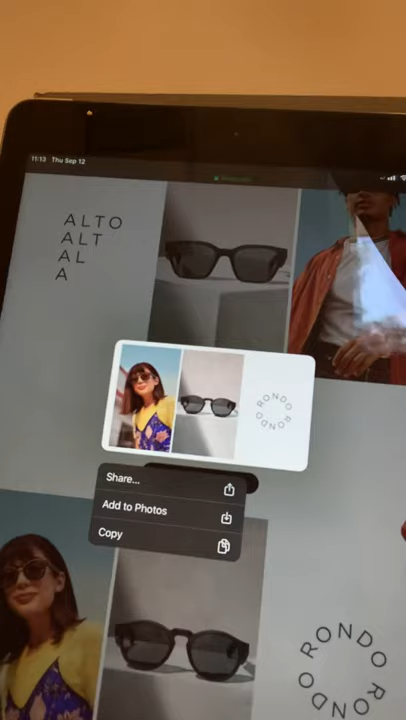 11:13 Thu Sep 12
ALTO
ALT
AL
A
RONDO RONDO
Share...
Add to Photos
Copy
RONDO RONDO